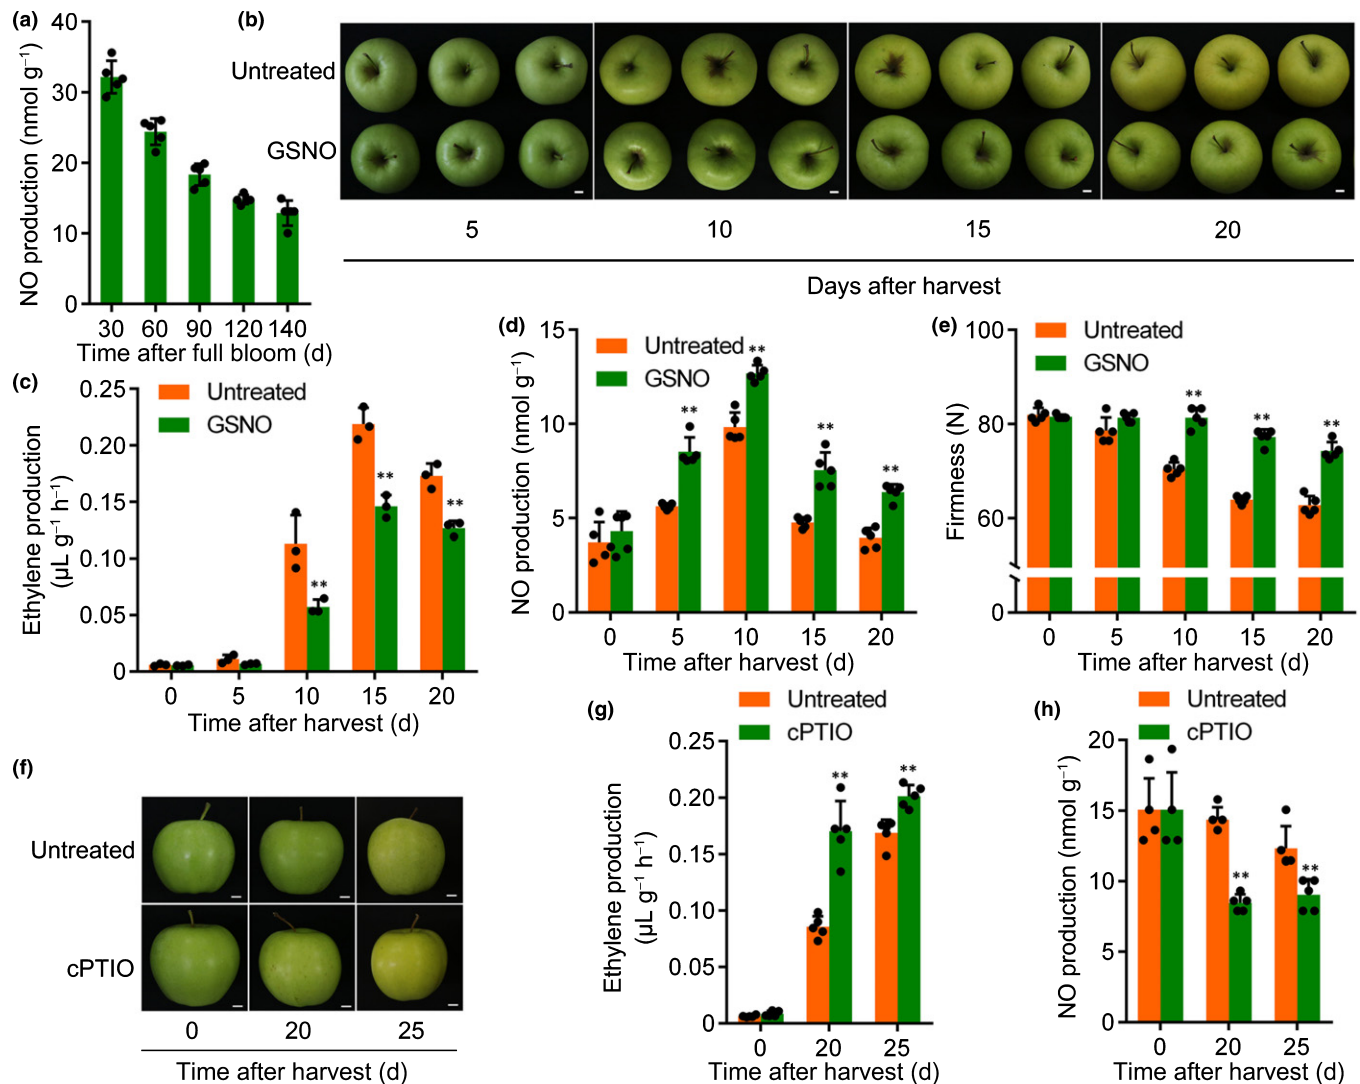 (a)
NO production (nmol g⁻¹)
40
30
20
10
0
30 60 90 120 140
Time after full bloom (d)
(b)
Untreated
GSNO
5 10 15 20
Days after harvest
(c)
Ethylene production
(µL g⁻¹ h⁻¹)
0.25
0.20
0.15
0.10
0.05
0
Untreated
GSNO
**
**
**
0 5 10 15 20
Time after harvest (d)
(d)
NO production (nmol g⁻¹)
15
10
5
0
Untreated
GSNO
**
**
**
**
0 5 10 15 20
Time after harvest (d)
(e)
Firmness (N)
100
80
60
0
Untreated
GSNO
**
**
**
0 5 10 15 20
Time after harvest (d)
(f)
Untreated
cPTIO
0 20 25
Time after harvest (d)
(g)
Ethylene production
(µL g⁻¹ h⁻¹)
0.25
0.20
0.15
0.10
0.05
0
Untreated
cPTIO
**
**
0 20 25
Time after harvest (d)
(h)
NO production (nmol g⁻¹)
20
15
10
5
0
Untreated
cPTIO
**
**
0 20 25
Time after harvest (d)